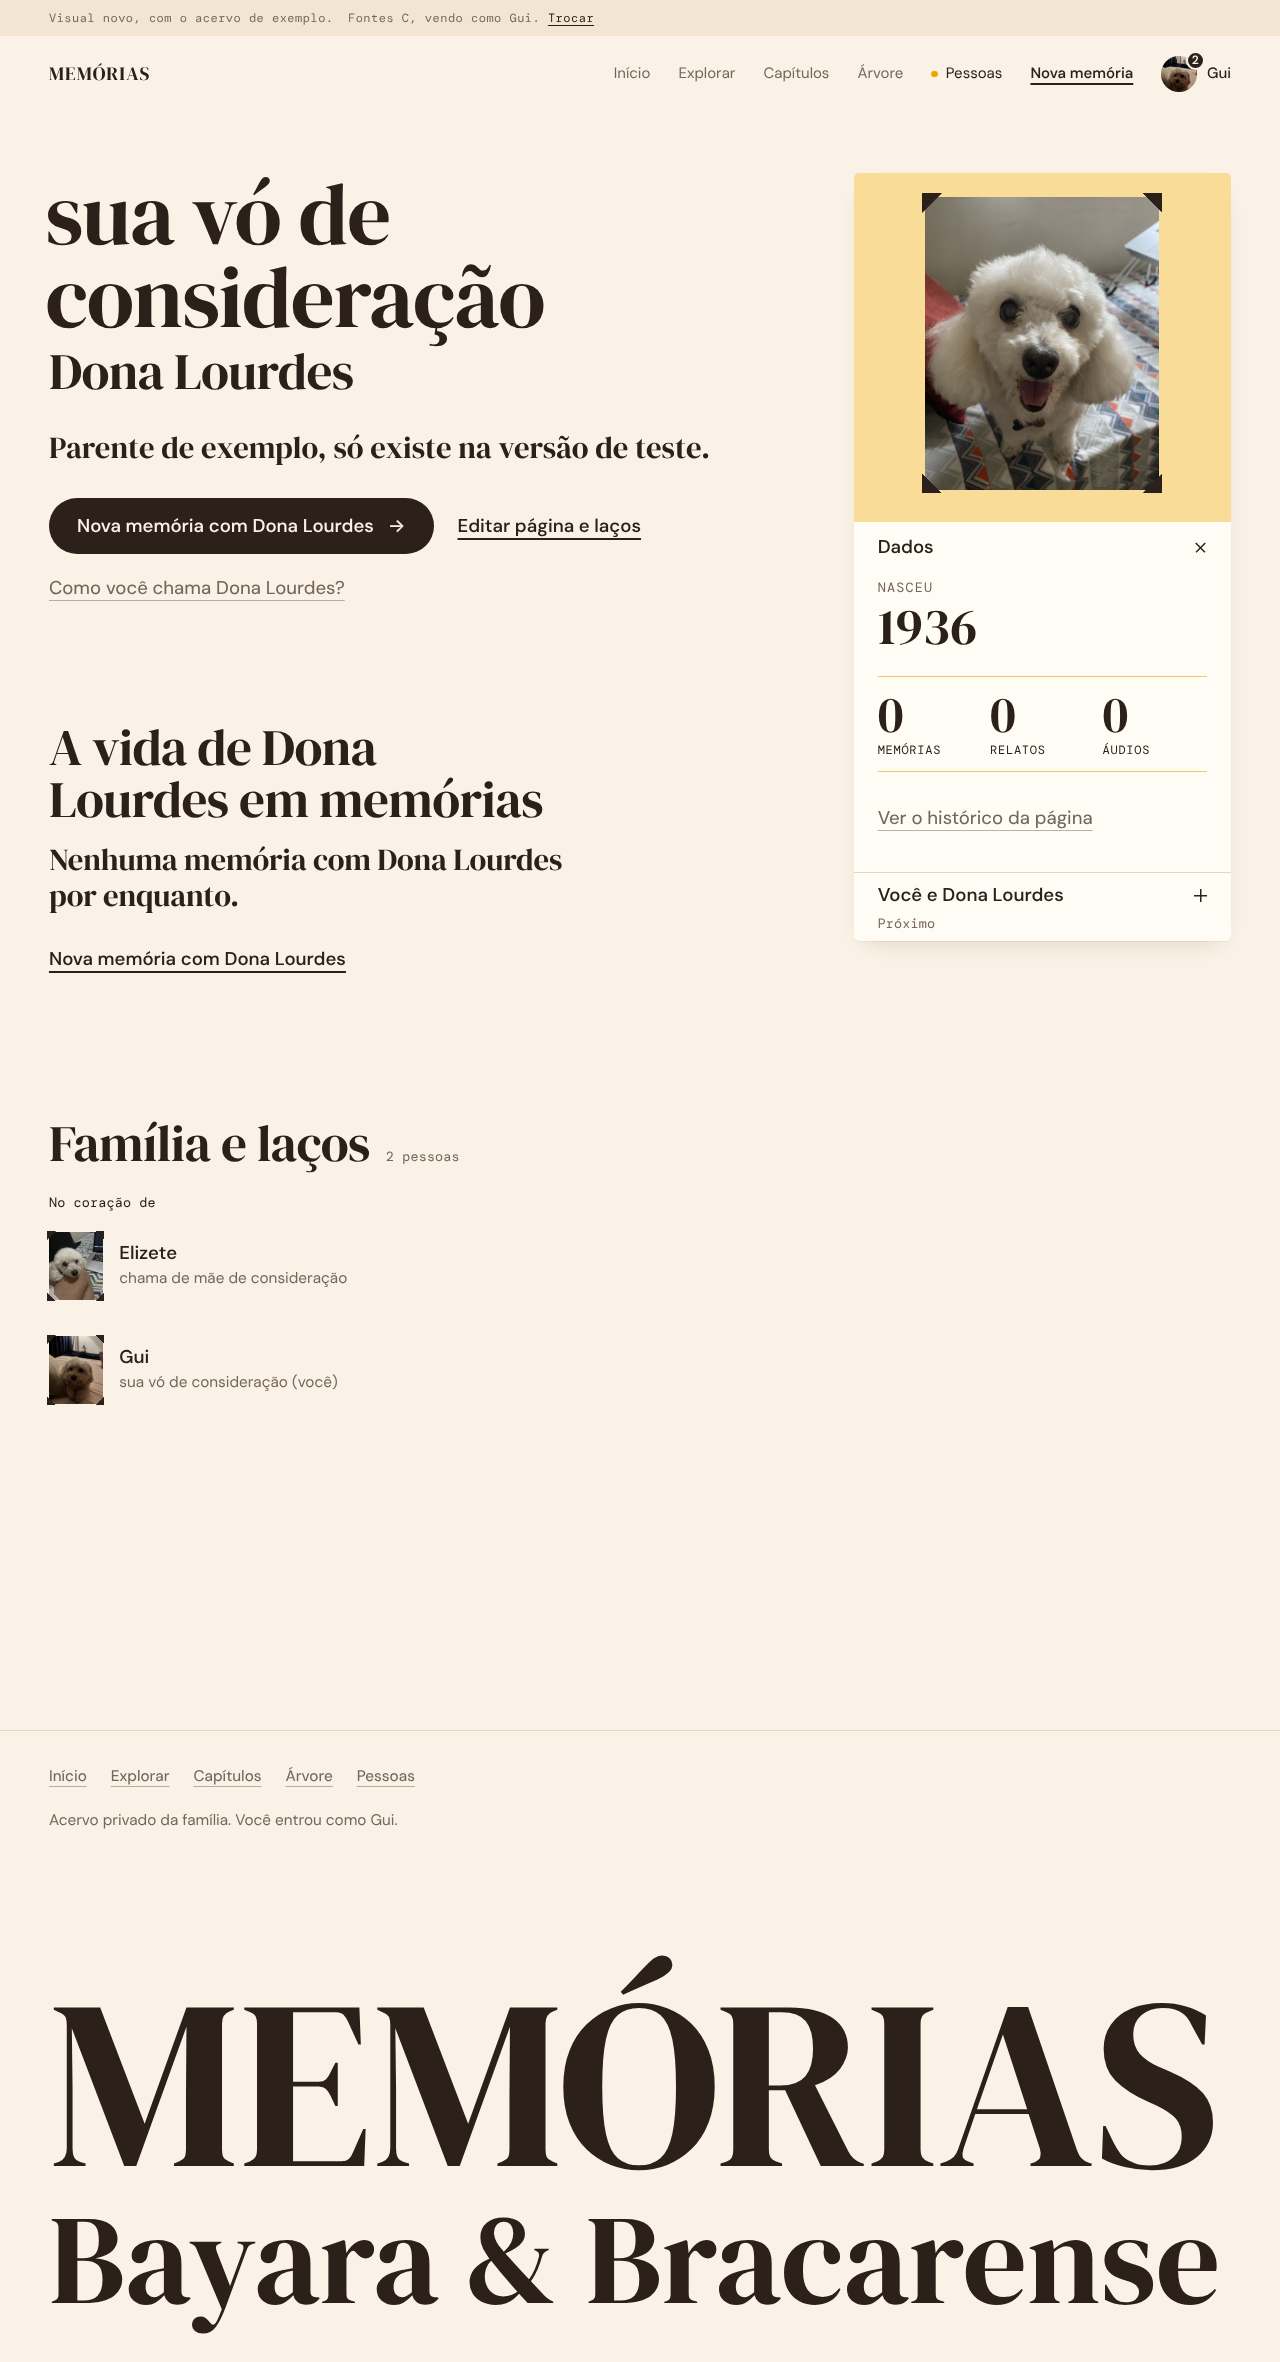 Visual novo, com o acervo de exemplo. Fontes C, vendo como Gui. Trocar
MEMÓRIAS
Início Explorar Capítulos Árvore Pessoas Nova memória 2 Gui
sua vó de
consideração
Dona Lourdes
Parente de exemplo, só existe na versão de teste.
Nova memória com Dona Lourdes → Editar página e laços
Como você chama Dona Lourdes?
Dados ×
NASCEU
1936
0 0 0
MEMÓRIAS RELATOS ÁUDIOS
Ver o histórico da página
Você e Dona Lourdes +
Próximo
A vida de Dona
Lourdes em memórias
Nenhuma memória com Dona Lourdes
por enquanto.
Nova memória com Dona Lourdes
Família e laços 2 pessoas
No coração de
Elizete
chama de mãe de consideração
Gui
sua vó de consideração (você)
Início Explorar Capítulos Árvore Pessoas
Acervo privado da família. Você entrou como Gui.
MEMÓRIAS
Bayara & Bracarense